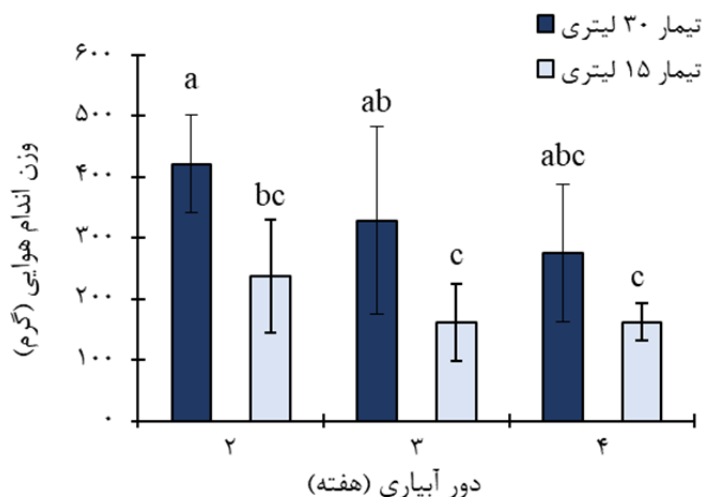 تیمار ۳۰ لیتری
تیمار ۱۵ لیتری
وزن اندام هوایی (گرم)
۶۰۰
۵۰۰
۴۰۰
۳۰۰
۲۰۰
۱۰۰
۰
a
bc
ab
c
abc
c
۲
۳
۴
دور آبیاری (هفته)